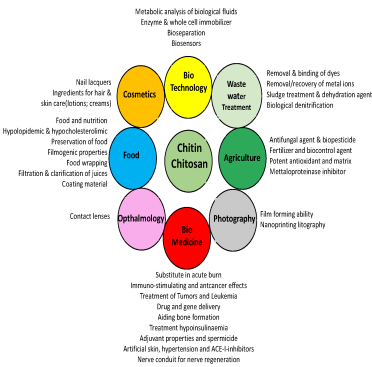 Metabolic analysis of biological fluids
Enzyme & whole cell immobilizer
Bioseparation
Biosensors
Bio
Technology
Nail lacquers
Ingredients for hair &
skin care(lotions; creams)
Cosmetics
Waste
water
Treatment
Removal & binding of dyes
Removal/recovery of metal ions
Sludge treatment & dehydration agent
Biological denitrification
Food and nutrition
Hypolopidemic & hypocholesterolimic
Preservation of food
Filmogenic properties
Food wrapping
Filtration & clarification of juices
Coating material
Food
Chitin
Chitosan
Agriculture
Antifungal agent & biopesticide
Fertilizer and biocontrol agent
Potent antioxidant and matrix
Mettaloproteinase inhibitor
Contact lenses
Opthalmology
Bio
Medicine
Photography
Film forming ability
Nanoprinting litography
Substitute in acute burn
Immuno-stimulating and antcancer effects
Treatment of Tumors and Leukemia
Drug and gene delivery
Aiding bone formation
Treatment hypoinsulinaemia
Adjuvant properties and spermicide
Artificial skin, hypertension and ACE-I-inhibitors
Nerve conduit for nerve regeneration